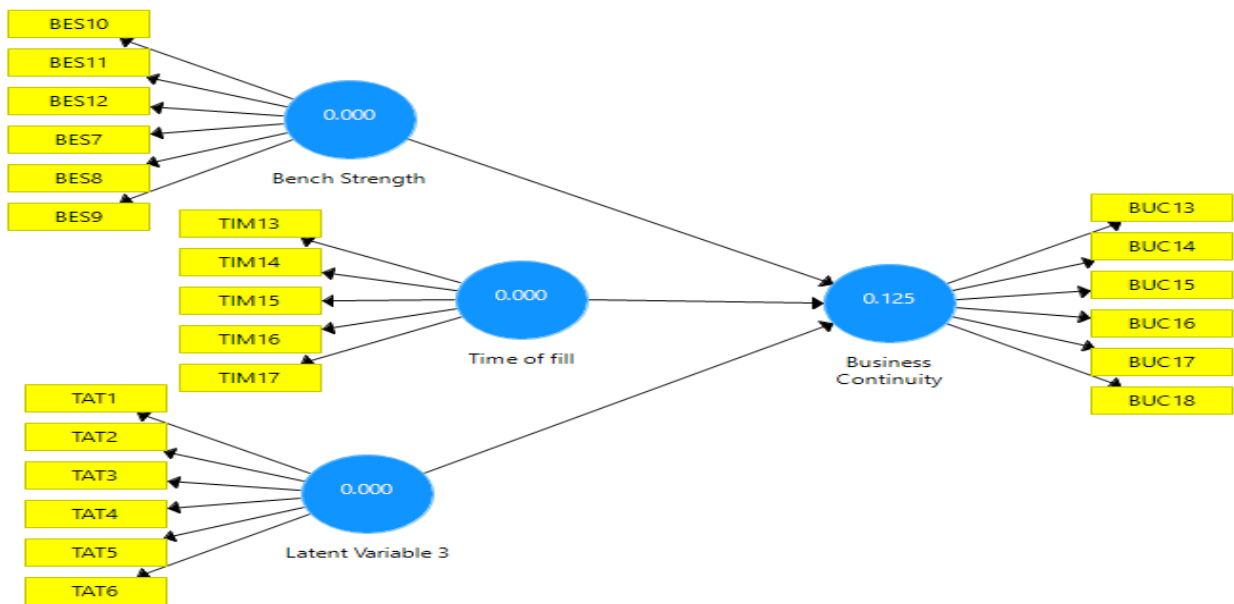 BES10
BES11
BES12
BES7
BES8
BES9
0.000
Bench Strength
TIM13
TIM14
TIM15
TIM16
TIM17
0.000
Time of fill
TAT1
TAT2
TAT3
TAT4
TAT5
TAT6
0.000
Latent Variable 3
0.125
Business
Continuity
BUC13
BUC14
BUC15
BUC16
BUC17
BUC18